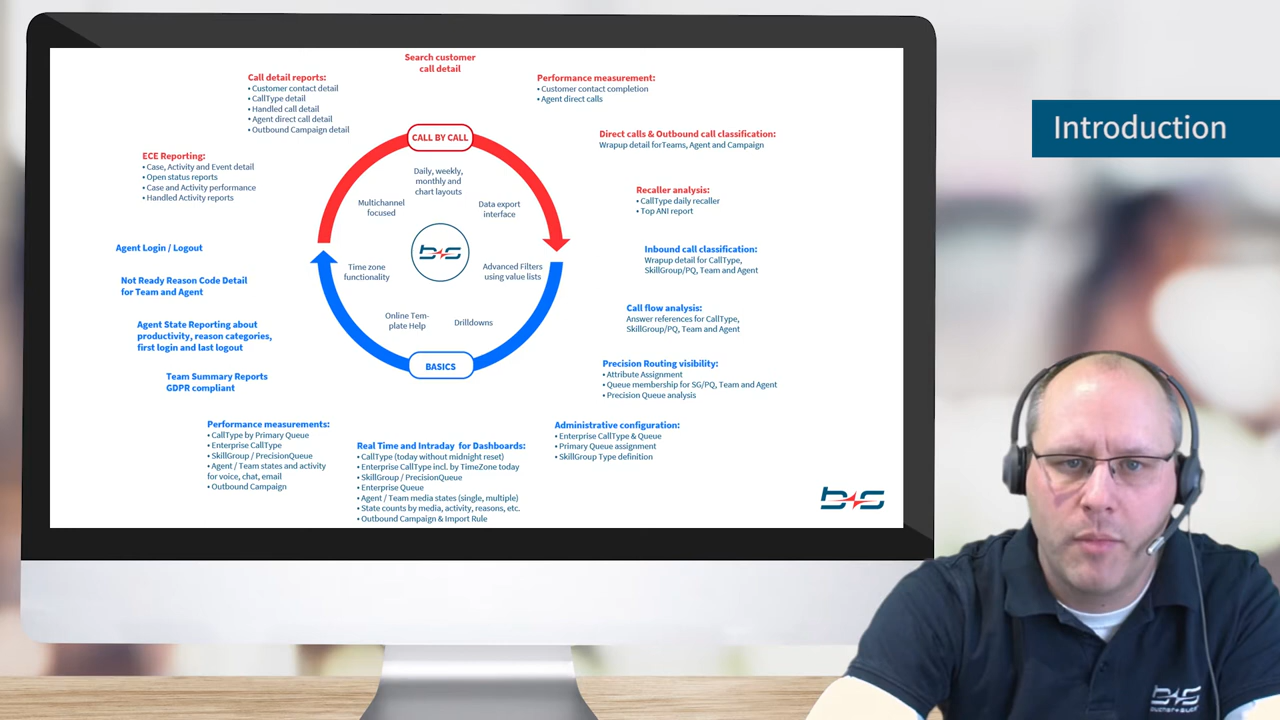 Search customer
call detail
Call detail reports:
• Customer contact detail
• CallType detail
• Handled call detail
• Agent direct call detail
• Outbound Campaign detail
Performance measurement:
• Customer contact completion
• Agent direct calls
Direct calls & Outbound call classification:
Wrapup detail forTeams, Agent and Campaign
ECE Reporting:
• Case, Activity and Event detail
• Open status reports
• Case and Activity performance
• Handled Activity reports
Recaller analysis:
• CallType daily recaller
• Top ANI report
Agent Login / Logout
Inbound call classification:
Wrapup detail for CallType,
SkillGroup/PQ, Team and Agent
Not Ready Reason Code Detail
for Team and Agent
Call flow analysis:
Answer references for CallType,
SkillGroup/PQ, Team and Agent
Agent State Reporting about
productivity, reason categories,
first login and last logout
Precision Routing visibility:
• Attribute Assignment
• Queue membership for SG/PQ, Team and Agent
• Precision Queue analysis
Team Summary Reports
GDPR compliant
Performance measurements:
• CallType by Primary Queue
• Enterprise CallType
• SkillGroup / PrecisionQueue
• Agent / Team states and activity
for voice, chat, email
• Outbound Campaign
Real Time and Intraday for Dashboards:
• CallType (today without midnight reset)
• Enterprise CallType incl. by TimeZone today
• SkillGroup / PrecisionQueue
• Enterprise Queue
• Agent / Team media states (single, multiple)
• State counts by media, activity, reasons, etc.
• Outbound Campaign & Import Rule
Administrative configuration:
• Enterprise CallType & Queue
• Primary Queue assignment
• SkillGroup Type definition
CALL BY CALL
Daily, weekly,
monthly and
chart layouts
Multichannel
focused
Data export
interface
b+s
Time zone
functionality
Advanced Filters
using value lists
Online Tem-
plate Help
Drilldowns
BASICS
b+s
Introduction
b+s